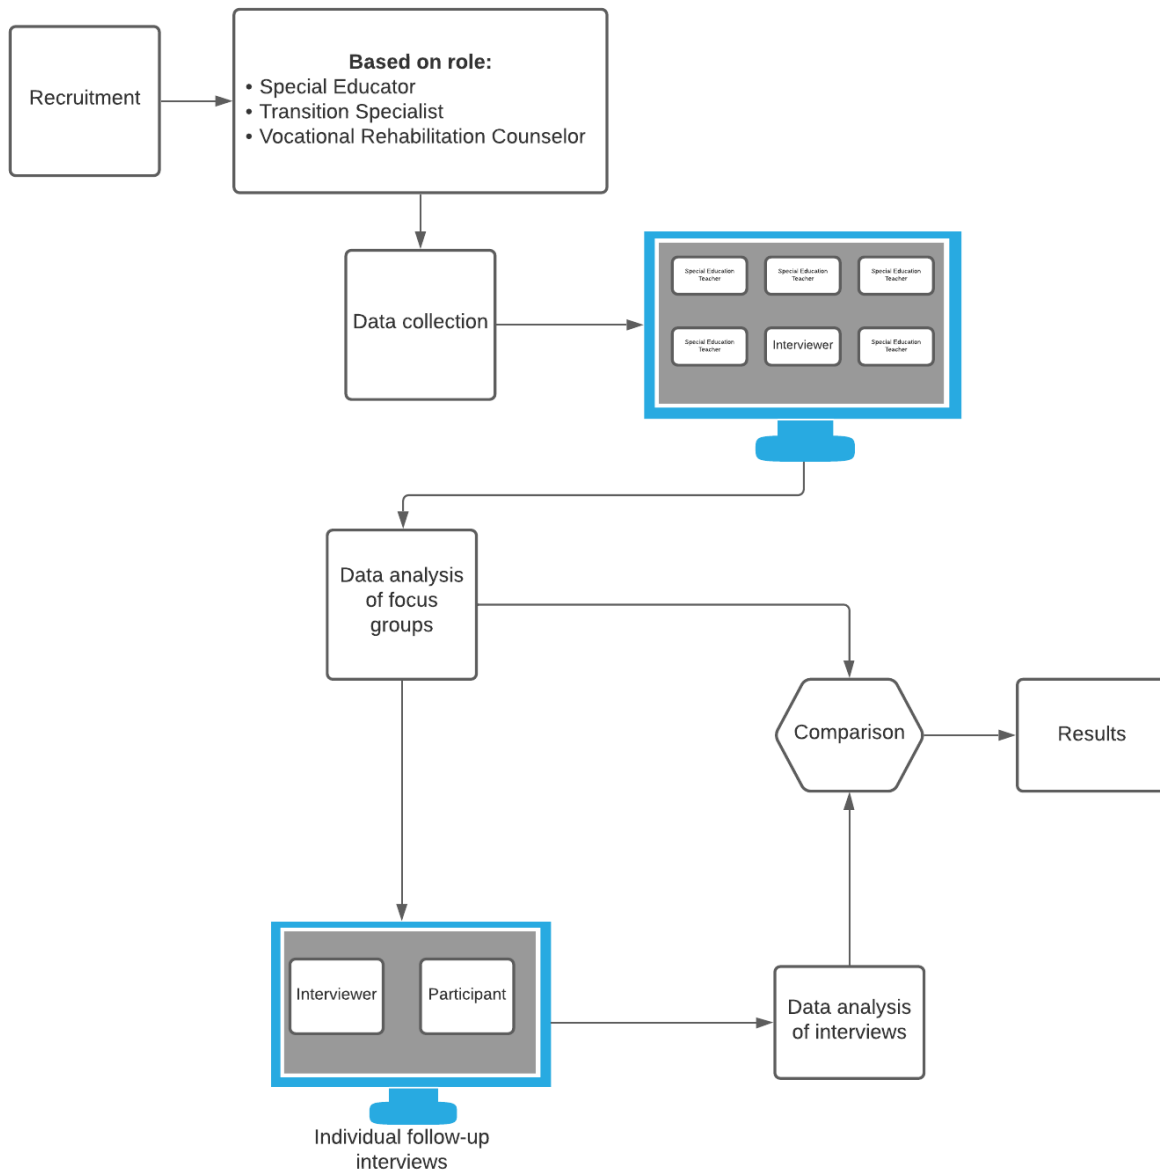 Recruitment
Based on role:
• Special Educator
• Transition Specialist
• Vocational Rehabilitation Counselor
Data collection
Special Education
Teacher
Special Education
Teacher
Special Education
Teacher
Special Education
Teacher
Interviewer
Special Education
Teacher
Data analysis
of focus
groups
Comparison
Results
Interviewer
Participant
Data analysis
of interviews
Individual follow-up
interviews